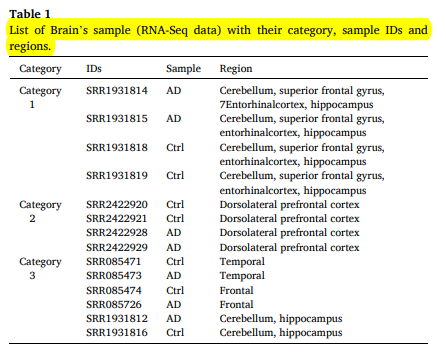 Table 1
List of Brain's sample (RNA-Seq data) with their category, sample IDs and
regions.
Category IDs Sample Region
Category SRR1931814 AD Cerebellum, superior frontal gyrus,
1 7Entorhinalcortex, hippocampus
SRR1931815 AD Cerebellum, superior frontal gyrus,
entorhinalcortex, hippocampus
SRR1931818 Ctrl Cerebellum, superior frontal gyrus,
entorhinalcortex, hippocampus
SRR1931819 Ctrl Cerebellum, superior frontal gyrus,
entorhinalcortex, hippocampus
Category SRR2422920 Ctrl Dorsolateral prefrontal cortex
2 SRR2422921 Ctrl Dorsolateral prefrontal cortex
SRR2422928 AD Dorsolateral prefrontal cortex
SRR2422929 AD Dorsolateral prefrontal cortex
Category SRR085471 Ctrl Temporal
3 SRR085473 AD Temporal
SRR085474 Ctrl Frontal
SRR085726 AD Frontal
SRR1931812 AD Cerebellum, hippocampus
SRR1931816 Ctrl Cerebellum, hippocampus